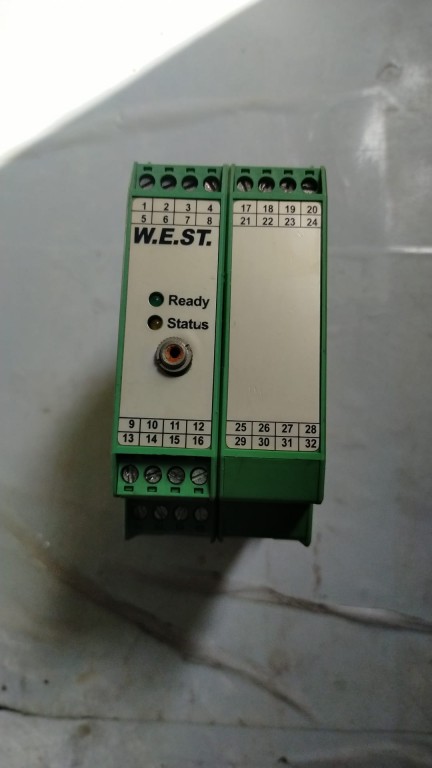 1 2 3 4 17 18 19 20
5 6 7 8 21 22 23 24
W.E.ST.
Ready
Status
9 10 11 12 25 26 27 28
13 14 15 16 29 30 31 32